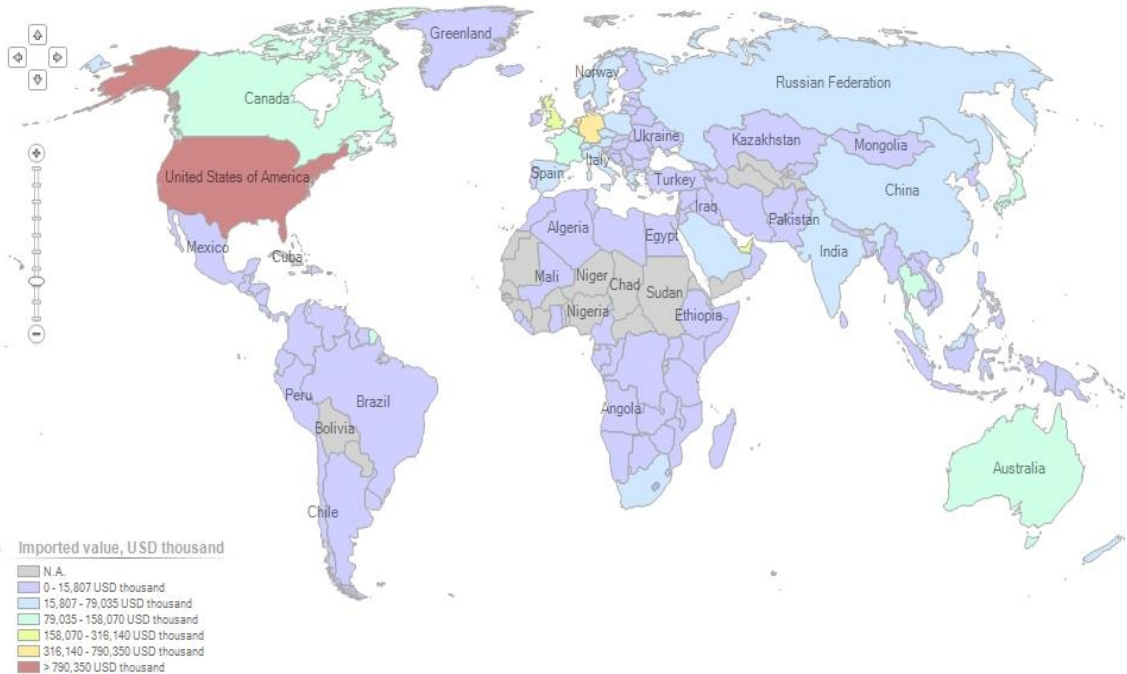 Greenland
Norway
Russian Federation
Canada
Ukraine
Kazakhstan
Mongolia
Italy
Spain
United States of America
Turkey
China
Iraq
Pakistan
Algeria
Egypt
Mexico
India
Cuba
Mali
Niger
Chad
Sudan
Nigeria
Ethiopia
Peru
Brazil
Angola
Bolivia
Australia
Chile
Imported value, USD thousand
N.A.
0 - 15,807 USD thousand
15,807 - 79,035 USD thousand
79,035 - 158,070 USD thousand
158,070 - 316,140 USD thousand
316,140 - 790,350 USD thousand
> 790,350 USD thousand